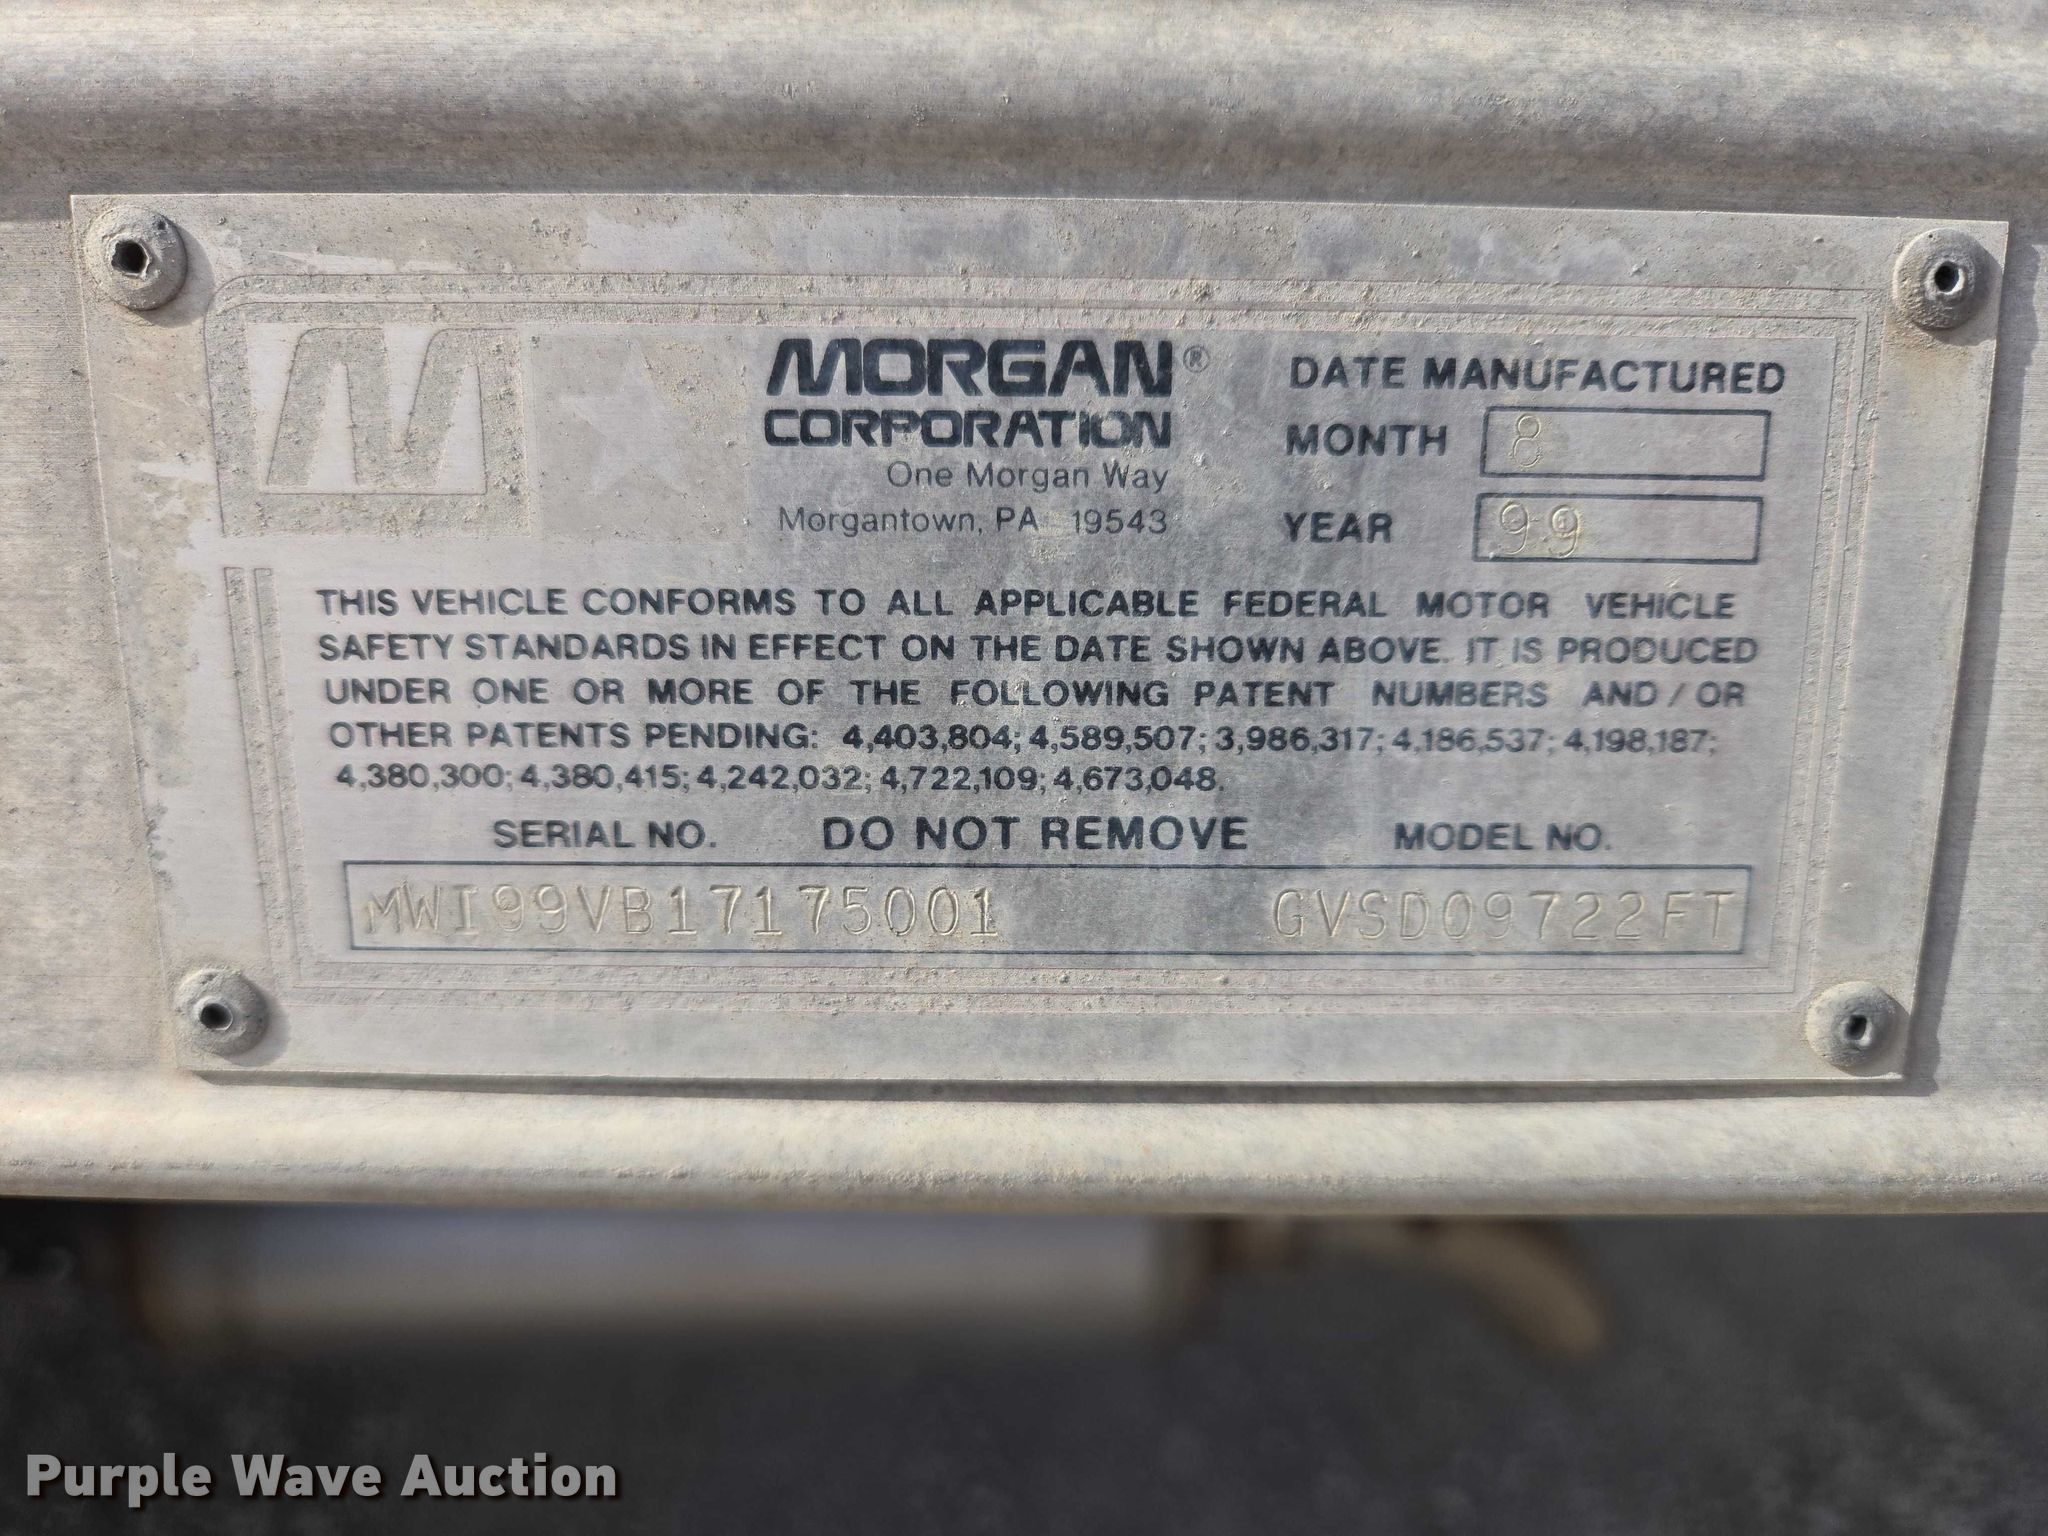 MORGAN®
CORPORATION
One Morgan Way
Morgantown, PA 19543
DATE MANUFACTURED
MONTH 8
YEAR 99
THIS VEHICLE CONFORMS TO ALL APPLICABLE FEDERAL MOTOR VEHICLE
SAFETY STANDARDS IN EFFECT ON THE DATE SHOWN ABOVE. IT IS PRODUCED
UNDER ONE OR MORE OF THE FOLLOWING PATENT NUMBERS AND/OR
OTHER PATENTS PENDING: 4,403,804; 4,589,507; 3,986,317; 4,186,537; 4,198,187;
4,380,300; 4,380,415; 4,242,032; 4,722,109; 4,673,048.
SERIAL NO. DO NOT REMOVE MODEL NO.
MWI99VB17175001 GVSD09722FT
Purple Wave Auction